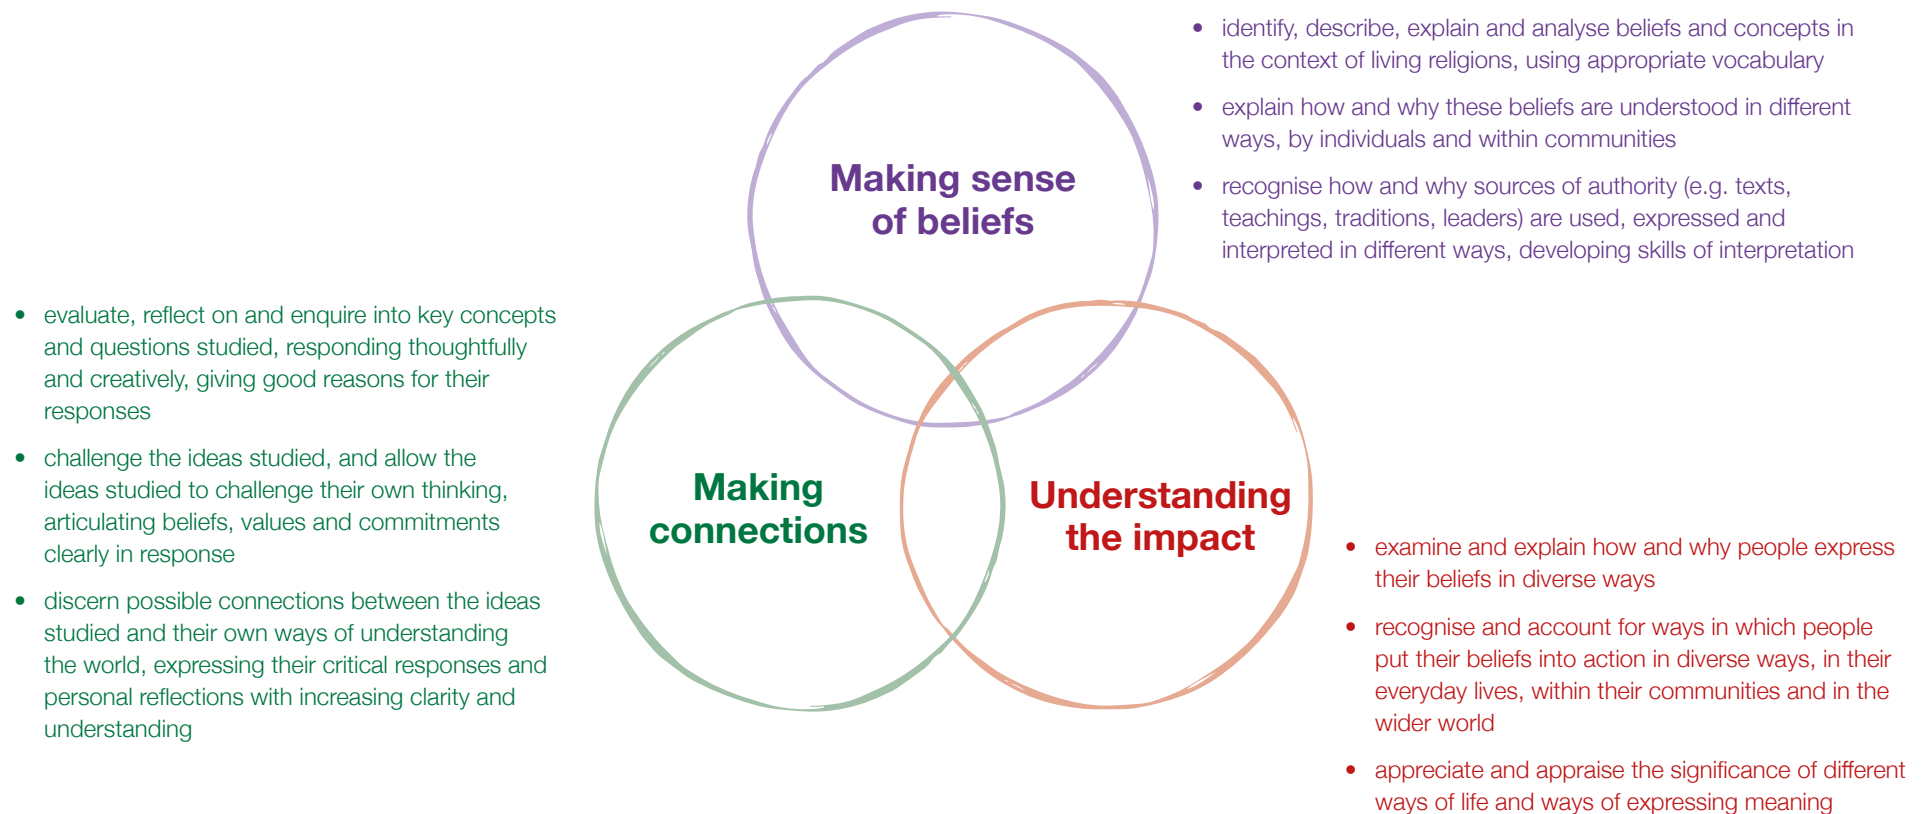 Making sense
of beliefs
• identify, describe, explain and analyse beliefs and concepts in
the context of living religions, using appropriate vocabulary
• explain how and why these beliefs are understood in different
ways, by individuals and within communities
• recognise how and why sources of authority (e.g. texts,
teachings, traditions, leaders) are used, expressed and
interpreted in different ways, developing skills of interpretation
• evaluate, reflect on and enquire into key concepts
and questions studied, responding thoughtfully
and creatively, giving good reasons for their
responses
• challenge the ideas studied, and allow the
ideas studied to challenge their own thinking,
articulating beliefs, values and commitments
clearly in response
• discern possible connections between the ideas
studied and their own ways of understanding
the world, expressing their critical responses and
personal reflections with increasing clarity and
understanding
Making
connections
Understanding
the impact
• examine and explain how and why people express
their beliefs in diverse ways
• recognise and account for ways in which people
put their beliefs into action in diverse ways, in their
everyday lives, within their communities and in the
wider world
• appreciate and appraise the significance of different
ways of life and ways of expressing meaning